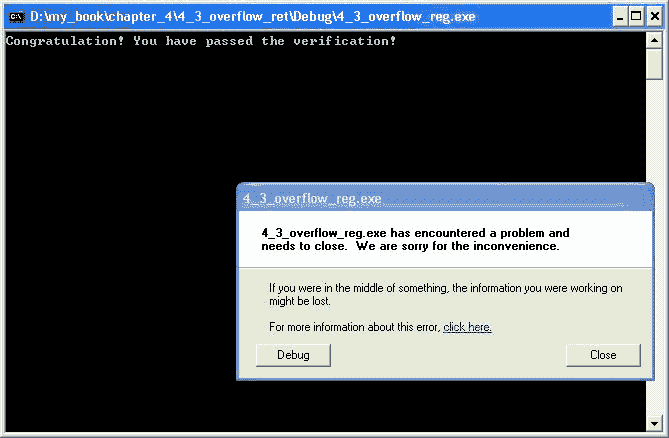 D:\my_book\chapter_4\4_3_overflow_ret\Debug\4_3_overflow_reg.exe
Congratulation! You have passed the verification!
4_3_overflow_reg.exe
4_3_overflow_reg.exe has encountered a problem and
needs to close. We are sorry for the inconvenience.
If you were in the middle of something, the information you were working on
might be lost.
For more information about this error, click here.
Debug
Close